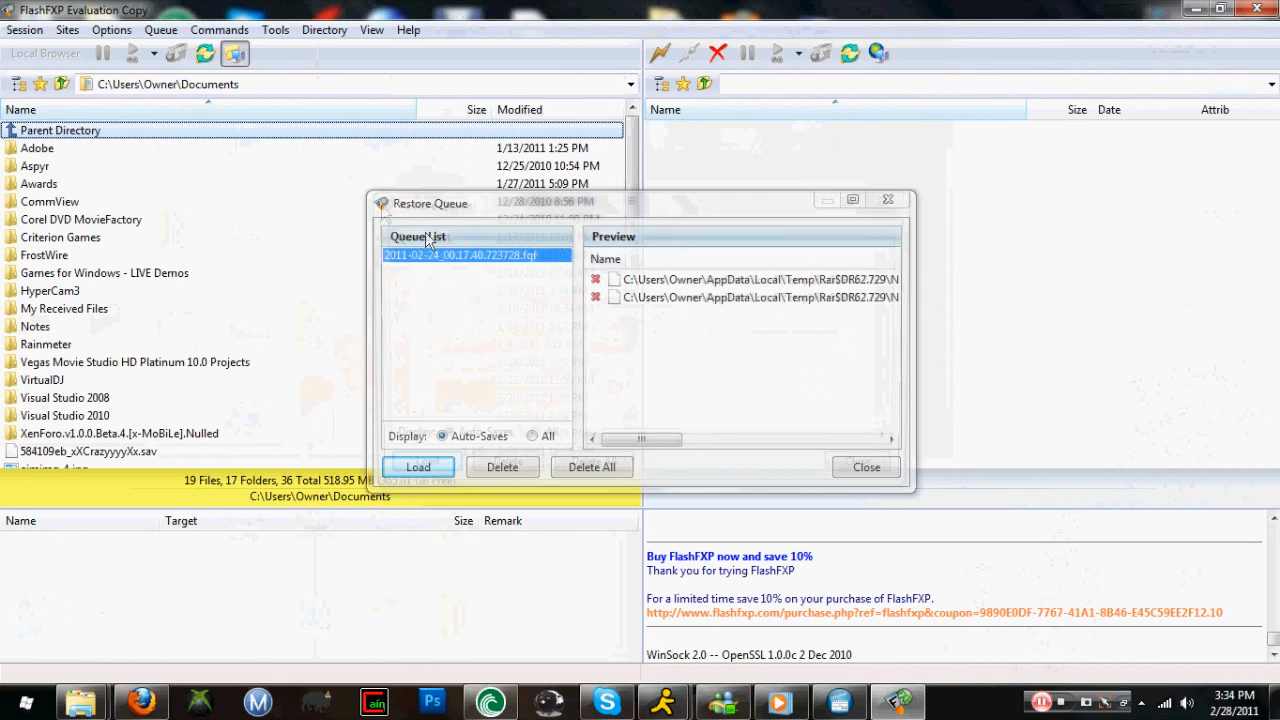 FlashFXP Evaluation Copy
Session Sites Options Queue Commands Tools Directory View Help
Local Browser
C:\Users\Owner\Documents
Name Size Modified
Parent Directory
Adobe 1/13/2011 1:25 PM
Aspyr 12/25/2010 10:54 PM
Awards 1/27/2011 5:09 PM
CommView 12/28/2010 8:56 PM
Corel DVD MovieFactory
Criterion Games
FrostWire
Games for Windows - LIVE Demos
HyperCam3
My Received Files
Notes
Rainmeter
Vegas Movie Studio HD Platinum 10.0 Projects
VirtualDJ
Visual Studio 2008
Visual Studio 2010
XenForo.v1.0.0.Beta.4.[x-MoBiLe].Nulled
584109eb_xXCrazyyyyXx.sav
19 Files, 17 Folders, 36 Total 518.95 MB
C:\Users\Owner\Documents
Name Target Size Remark
Name Size Date Attrib
Restore Queue
Queue List
2011-02-24_00.17.40.723728.fqf
Display: Auto-Saves All
Load Delete Delete All
Preview
Name
C:\Users\Owner\AppData\Local\Temp\Rar$DR62.729\N
C:\Users\Owner\AppData\Local\Temp\Rar$DR62.729\N
Close
Buy FlashFXP now and save 10%
Thank you for trying FlashFXP
For a limited time save 10% on your purchase of FlashFXP.
http://www.flashfxp.com/purchase.php?ref=flashfxp&coupon=9890E0DF-7767-41A1-8B46-E45C59EE2F12.10
WinSock 2.0 -- OpenSSL 1.0.0c 2 Dec 2010
Cain
Ps
3:34 PM
2/28/2011